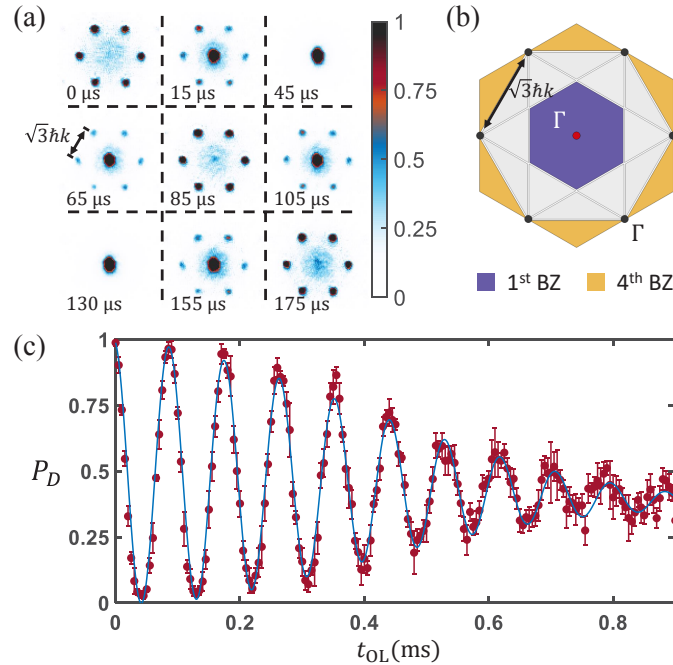 (a)
0 μs
15 μs
45 μs
√3ħk
65 μs
85 μs
105 μs
130 μs
155 μs
175 μs
1
0.75
0.5
0.25
0
(b)
√3ħk
Γ
Γ
1st BZ
4th BZ
(c)
1
0.75
0.5
0.25
0
P_D
0
0.2
0.4
0.6
0.8
t_OL(ms)